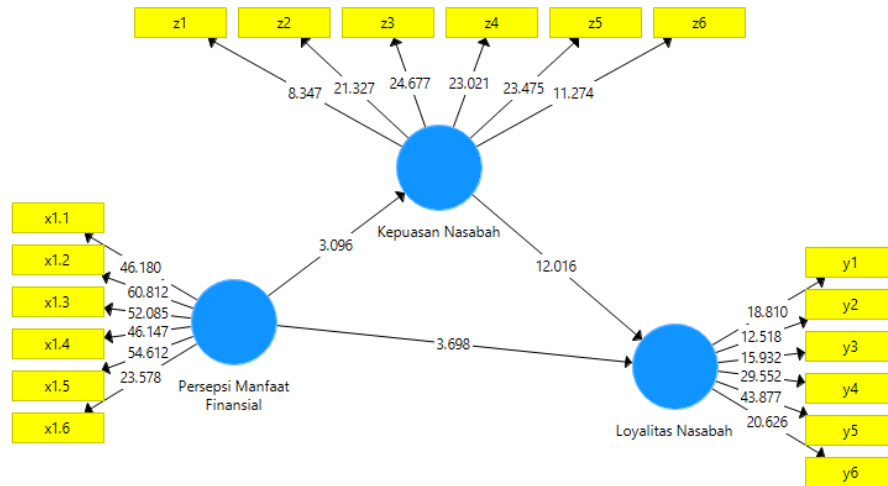 z1
z2
z3
z4
z5
z6
8.347
21.327
24.677
23.021
23.475
11.274
Kepuasan Nasabah
3.096
12.016
x1.1
x1.2
x1.3
x1.4
x1.5
x1.6
46.180
60.812
52.085
46.147
54.612
23.578
Persepsi Manfaat
Finansial
3.698
Loyalitas Nasabah
18.810
12.518
15.932
29.552
43.877
20.626
y1
y2
y3
y4
y5
y6